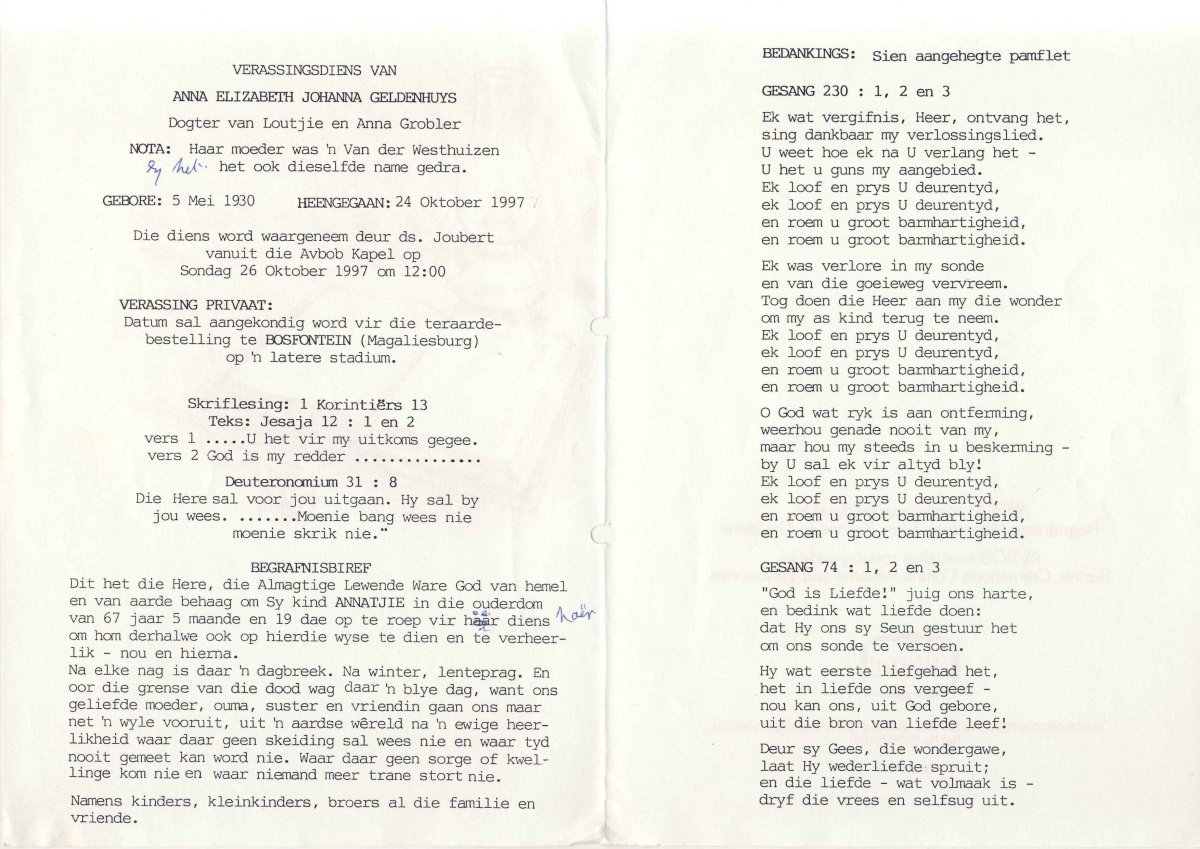 VERASSINGSDIENS VAN
ANNA ELIZABETH JOHANNA GELDENHUYS
Dogter van Loutjie en Anna Grobler
NOTA: Haar moeder was 'n Van der Westhuizen
Sy het het ook dieselfde name gedra.
GEBORE: 5 Mei 1930 HEENGEGAAN: 24 Oktober 1997
Die diens word waargeneem deur ds. Joubert
vanuit die Avbob Kapel op
Sondag 26 Oktober 1997 om 12:00
VERASSING PRIVAAT:
Datum sal aangekondig word vir die teraarde-
bestelling te BOSFONTEIN (Magaliesburg)
op 'n latere stadium.
Skriflesing: 1 Korintiërs 13
Teks: Jesaja 12 : 1 en 2
vers 1 .....U het vir my uitkoms gegee.
vers 2 God is my redder ...............
Deuteronomium 31 : 8
Die Here sal voor jou uitgaan. Hy sal by
jou wees. .......Moenie bang wees nie
moenie skrik nie."
BEGRAFNISBIREF
Dit het die Here, die Almagtige Lewende Ware God van hemel
en van aarde behaag om Sy kind ANNATJIE in die ouderdom
van 67 jaar 5 maande en 19 dae op te roep vir haar diens haër
om hom derhalwe ook op hierdie wyse te dien en te verheer-
lik - nou en hierna.
Na elke nag is daar 'n dagbreek. Na winter, lenteprag. En
oor die grense van die dood wag daar 'n blye dag, want ons
geliefde moeder, ouma, suster en vriendin gaan ons maar
net 'n wyle vooruit, uit 'n aardse wêreld na 'n ewige heer-
likheid waar daar geen skeiding sal wees nie en waar tyd
nooit gemeet kan word nie. Waar daar geen sorge of kwel-
linge kom nie en waar niemand meer trane stort nie.
Namens kinders, kleinkinders, broers al die familie en
vriende.
BEDANKINGS: Sien aangehegte pamflet
GESANG 230 : 1, 2 en 3
Ek wat vergifnis, Heer, ontvang het,
sing dankbaar my verlossingslied.
U weet hoe ek na U verlang het -
U het u guns my aangebied.
Ek loof en prys U deurentyd,
ek loof en prys U deurentyd,
en roem u groot barmhartigheid,
en roem u groot barmhartigheid.
Ek was verlore in my sonde
en van die goeieweg vervreem.
Tog doen die Heer aan my die wonder
om my as kind terug te neem.
Ek loof en prys U deurentyd,
ek loof en prys U deurentyd,
en roem u groot barmhartigheid,
en roem u groot barmhartigheid.
O God wat ryk is aan ontferming,
weerhou genade nooit van my,
maar hou my steeds in u beskerming -
by U sal ek vir altyd bly!
Ek loof en prys U deurentyd,
ek loof en prys U deurentyd,
en roem u groot barmhartigheid,
en roem u groot barmhartigheid.
GESANG 74 : 1, 2 en 3
"God is Liefde!" juig ons harte,
en bedink wat liefde doen:
dat Hy ons sy Seun gestuur het
om ons sonde te versoen.
Hy wat eerste liefgehad het,
het in liefde ons vergeef -
nou kan ons, uit God gebore,
uit die bron van liefde leef!
Deur sy Gees, die wondergawe,
laat Hy wederliefde spruit;
en die liefde - wat volmaak is -
dryf die vrees en selfsug uit.